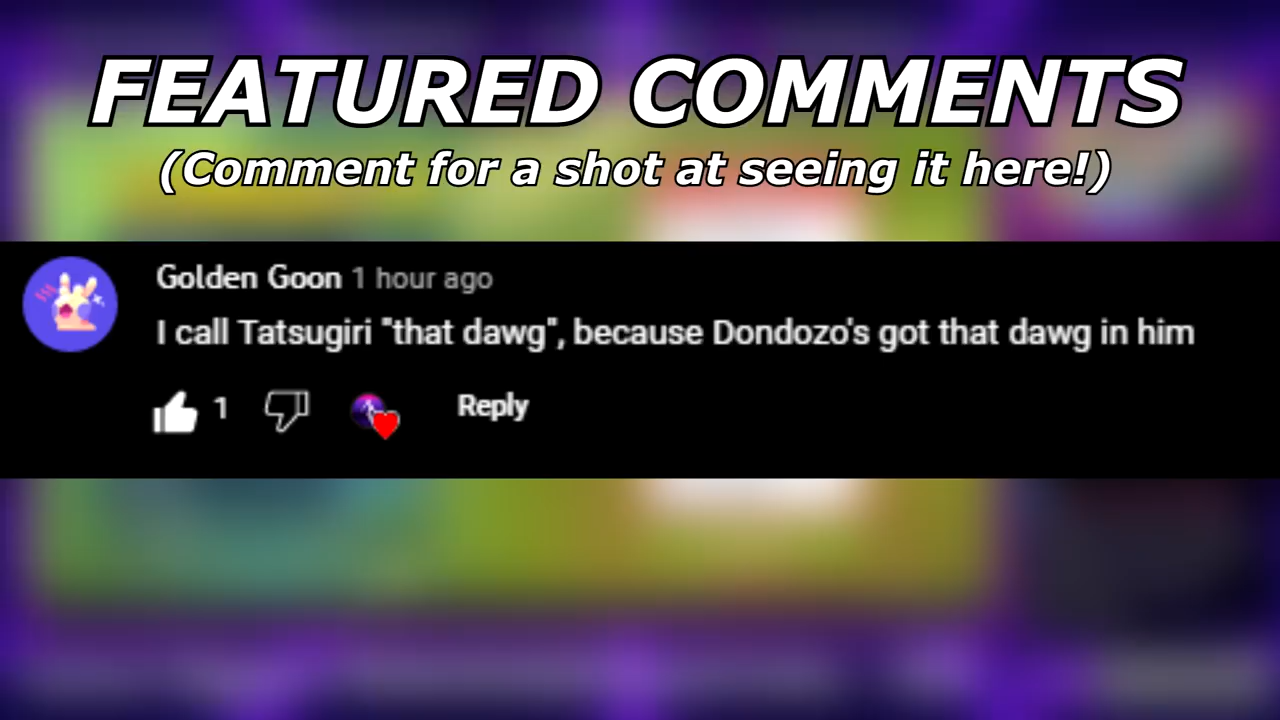 FEATURED COMMENTS
(Comment for a shot at seeing it here!)
Golden Goon 1 hour ago
I call Tatsugiri "that dawg", because Dondozo's got that dawg in him
1 Reply